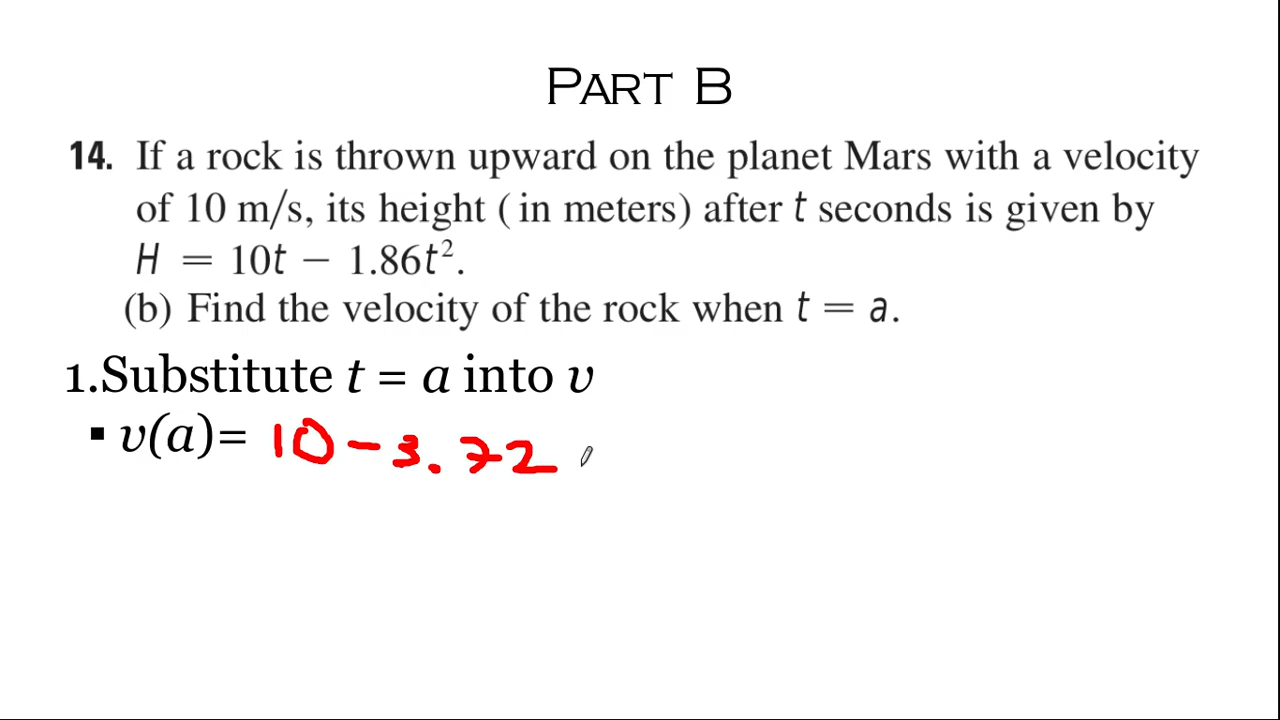 PART B
14. If a rock is thrown upward on the planet Mars with a velocity
of 10 m/s, its height ( in meters) after t seconds is given by
H = 10t − 1.86t².
(b) Find the velocity of the rock when t = a.
1.Substitute t = a into v
▪ v(a)= 10 - 3.72